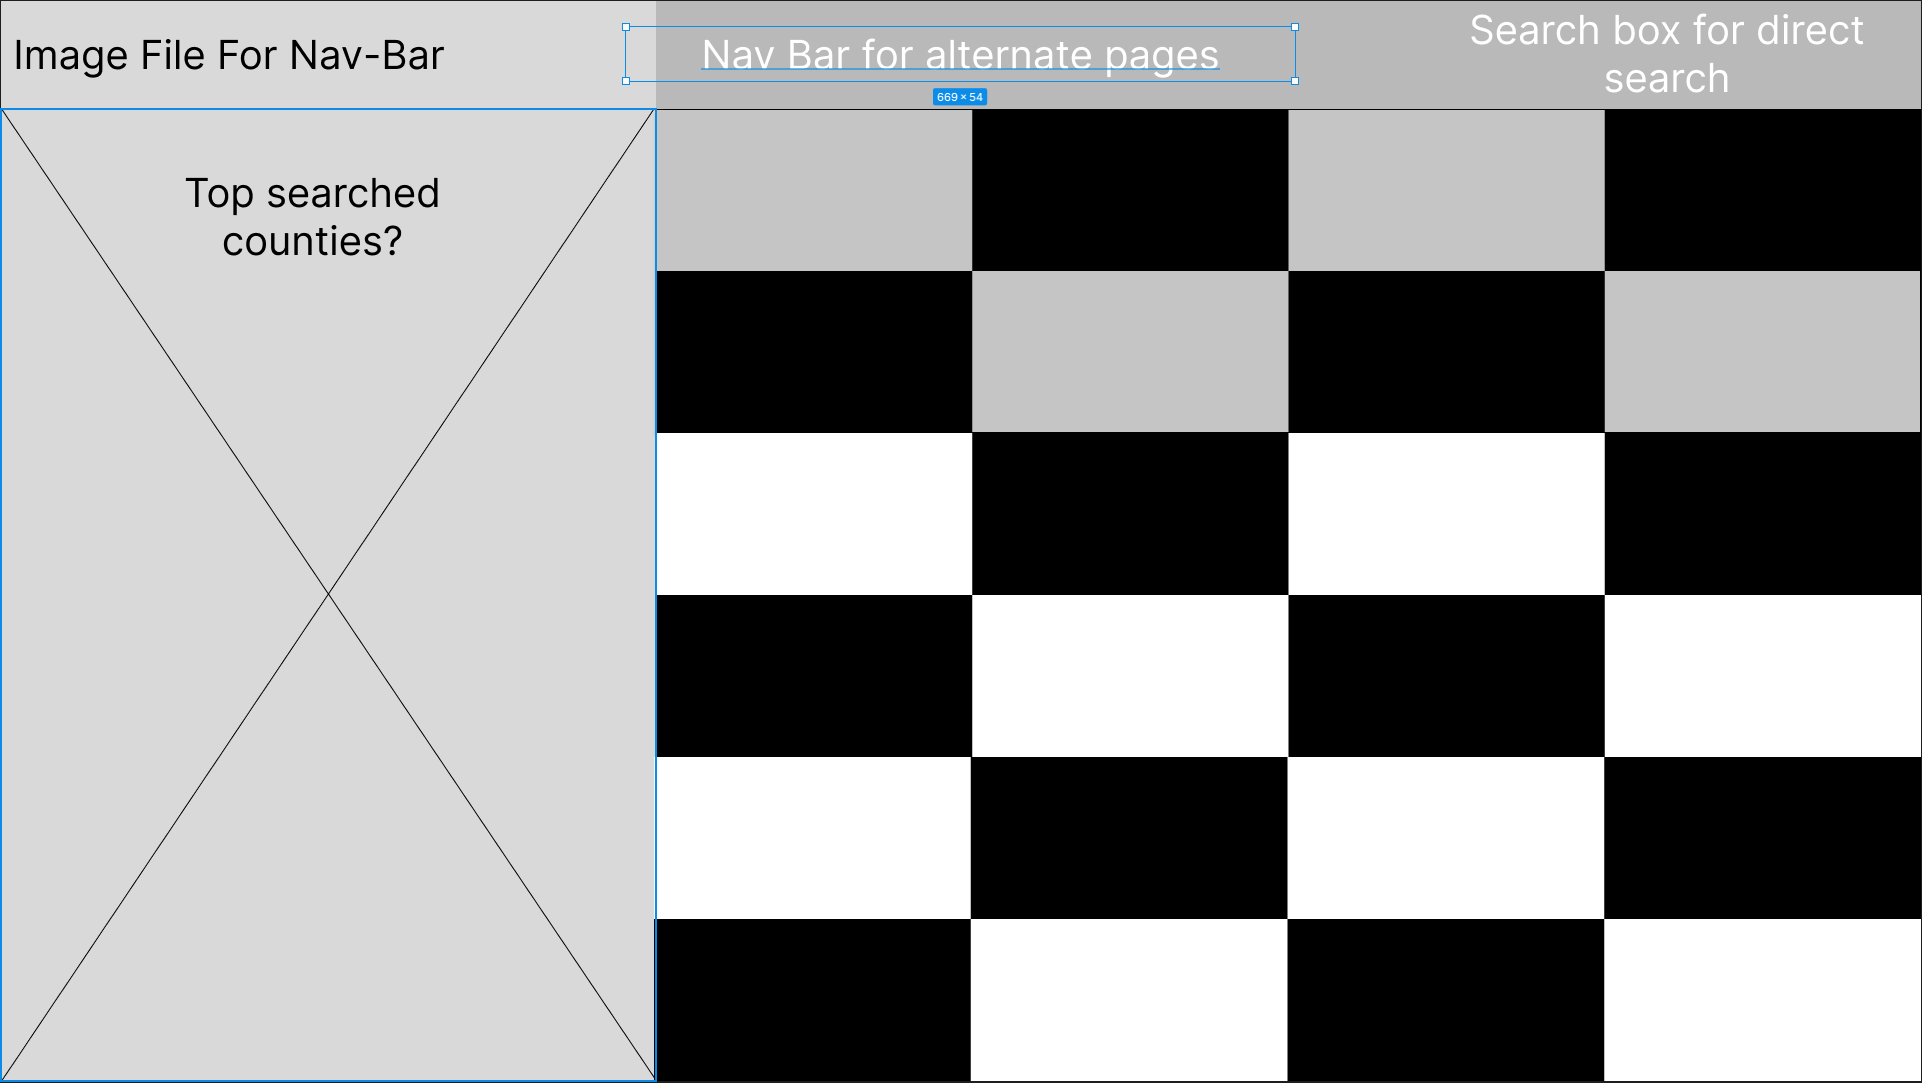 Image File For Nav-Bar
Nav Bar for alternate pages
Search box for direct
search
669 × 54
Top searched
counties?